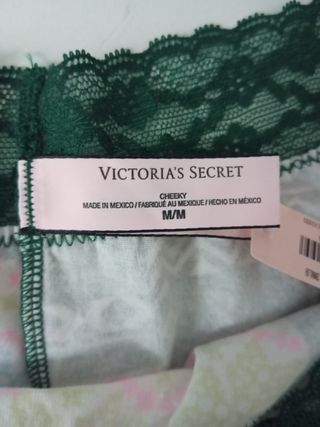 VICTORIA'S SECRET
CHEEKY
MADE IN MEXICO / FABRIQUÉ AU MEXIQUE / HECHO EN MÉXICO
M/M